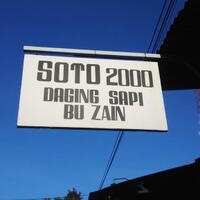 SOTO 2000
DAGING SAPI
BU ZAIN